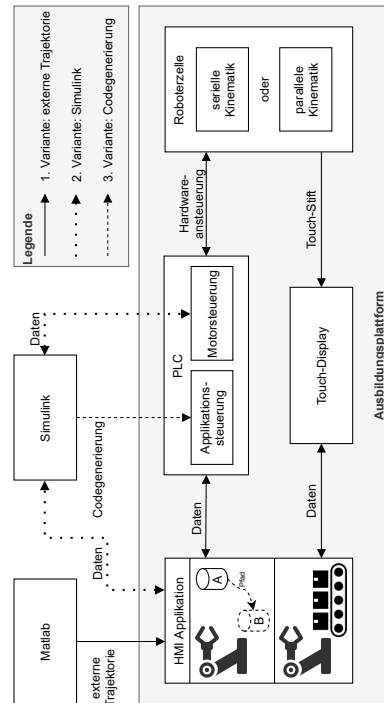 Matlab
Simulink
Legende
1. Variante: externe Trajektorie
2. Variante: Simulink
3. Variante: Codegenerierung
externe
Trajektorie
Daten
Codegenerierung
Daten
HMI Applikation
A
Pfad
B
Daten
PLC
Applikations-
steuerung
Motorsteuerung
Hardware-
ansteuerung
Roboterzelle
serielle
Kinematik
oder
parallele
Kinematik
Daten
Touch-Display
Touch-Stift
Ausbildungsplattform